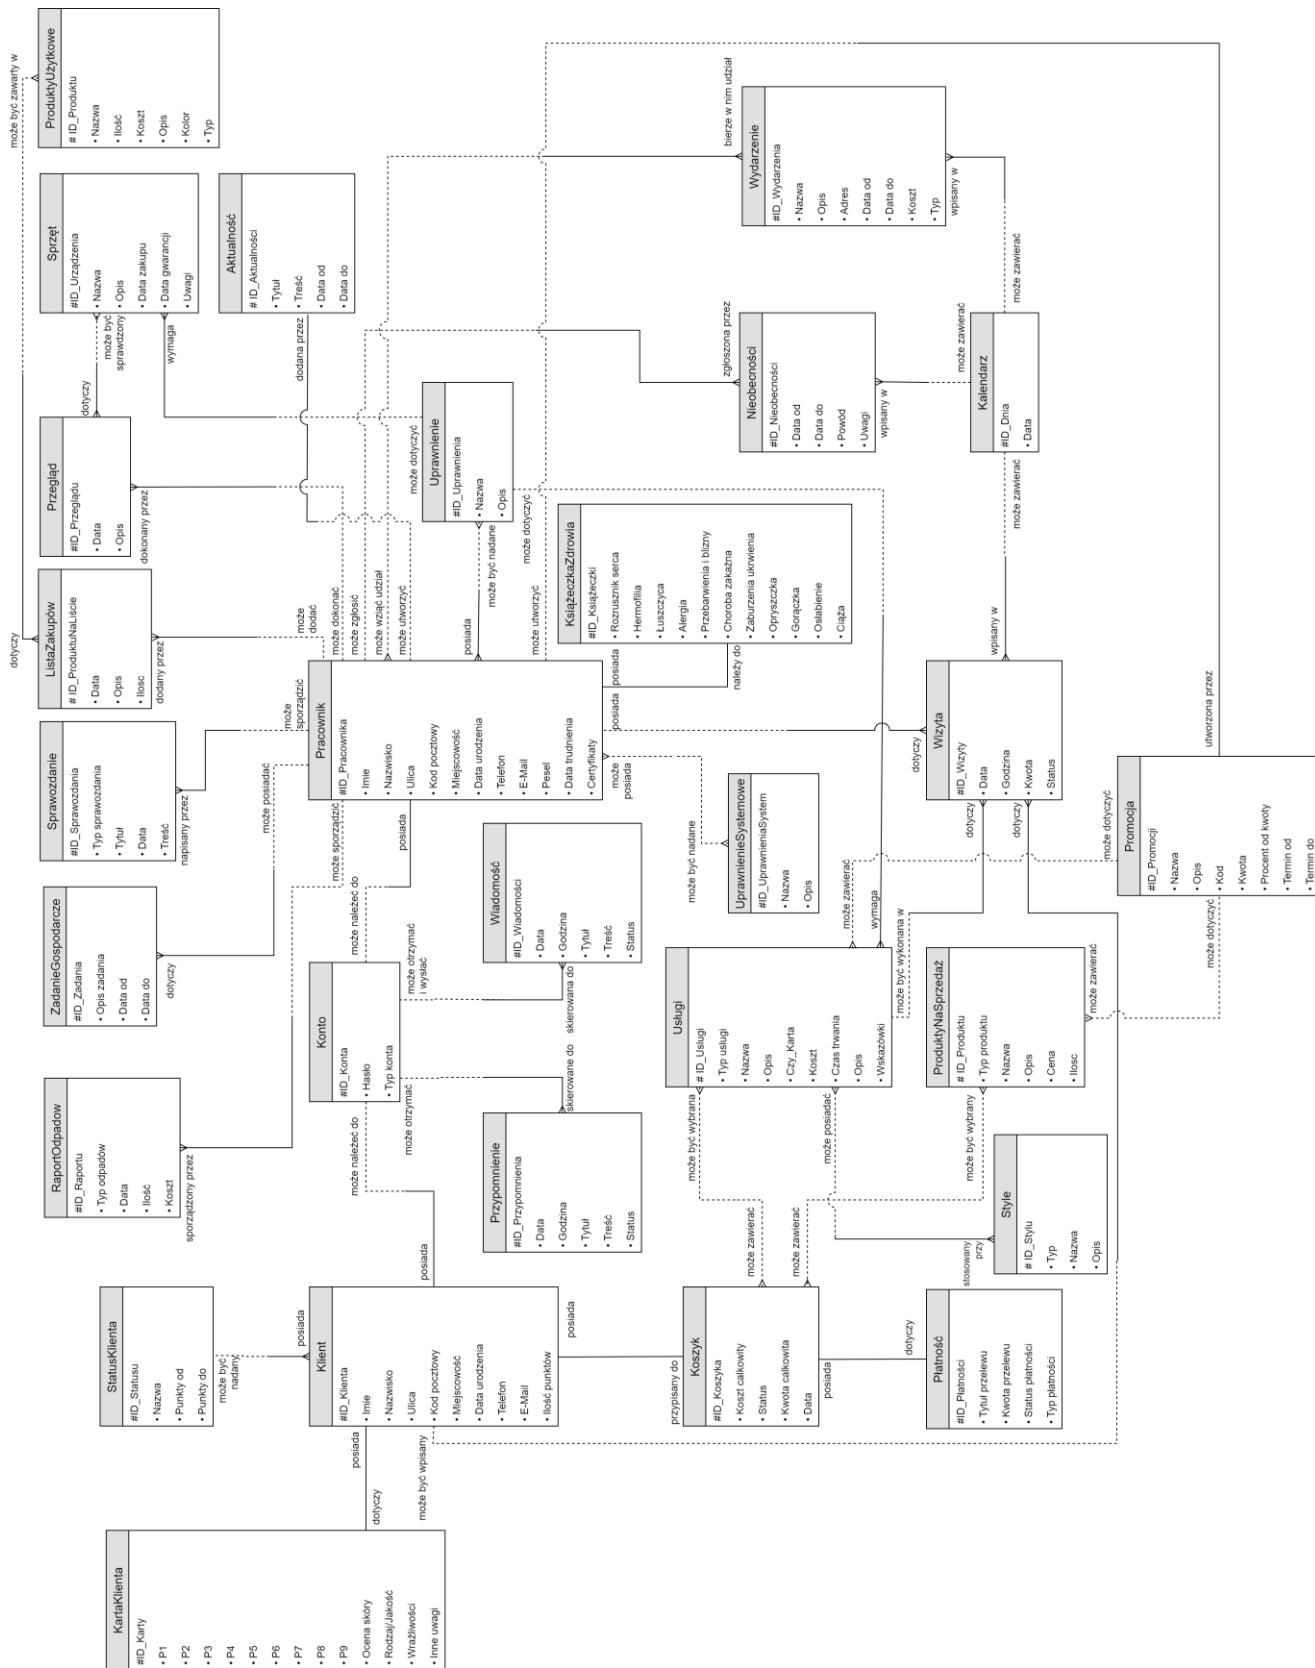 KartaKlienta
#ID_Karty
• P1
• P2
• P3
• P4
• P5
• P6
• P7
• P8
• P9
• Ocena skóry
• Rodzaj/Jakość
• Wrażliwości
• Inne uwagi
dotyczy
posiada
może być wpisany
StatusKlienta
#ID_Statusu
• Nazwa
• Punkty od
• Punkty do
może być
nadany
posiada
Klient
#ID_Klienta
• Imie
• Nazwisko
• Ulica
• Kod pocztowy
• Miejscowość
• Data urodzenia
• Telefon
• E-Mail
• Ilość punktów
posiada
posiada
przypisany do
Koszyk
#ID_Koszyka
• Koszt calkowity
• Status
• Kwota calkowita
• Data
posiada
dotyczy
może zawierać
może zawierać
Płatność
#ID_Płatności
• Tytuł przelewu
• Kwota przelewu
• Status płatności
• Typ płatności
stosowany
przy
Style
# ID_Stylu
• Typ
• Nazwa
• Opis
RaportOdpadow
#ID_Raportu
• Typ odpadów
• Data
• Ilość
• Koszt
sporządzony przez
może sporządzić
Przypomnienie
#ID_Przypomnienia
• Data
• Godzina
• Tytuł
• Treść
• Status
skierowane do
może otrzymać
Konto
#ID_Konta
• Hasło
• Typ konta
może należeć do
może należeć do
posiada
może otrzymać
i wysłać
skierowana do
Wiadomość
#ID_Wiadomości
• Data
• Godzina
• Tytuł
• Treść
• Status
Usługi
# ID_Uslugi
• Typ uslugi
• Nazwa
• Opis
• Czy_Karta
• Koszt
• Czas trwania
• Opis
• Wskazówki
może być wybrana
może posiadać
może być wykonana w
może zawierać
wymaga
ProduktyNaSprzedaż
# ID_Produktu
• Typ produktu
• Nazwa
• Opis
• Cena
• Ilosc
może być wybrany
może zawierać
ZadanieGospodarcze
#ID_Zadania
• Opis zadania
• Data od
• Data do
dotyczy
może posiadać
Sprawozdanie
#ID_Sprawozdania
• Typ sprawozdania
• Tytuł
• Data
• Treść
napisany przez
może
sporządzić
UprawnienieSystemowe
#ID_UprawnieniaSystem
• Nazwa
• Opis
może być nadane
może
posiada
Promocja
#ID_Promocji
• Nazwa
• Opis
• Kod
• Kwota
• Procent od kwoty
• Termin od
• Termin do
może dotyczyć
może dotyczyć
utworzona przez
Pracownik
#ID_Pracownika
• Imie
• Nazwisko
• Ulica
• Kod pocztowy
• Miejscowość
• Data urodzenia
• Telefon
• E-Mail
• Pesel
• Data trudnienia
• Certyfikaty
może
dodać
może dokonać
może zgłosić
może wziąć udział
może utworzyć
posiada
może utworzyć
posiada
posiada
Wizyta
#ID_Wizyty
• Data
• Godzina
• Kwota
• Status
dotyczy
dotyczy
dotyczy
wpisany w
ListaZakupów
# ID_ProduktuNaLiście
• Data
• Opis
• Ilosc
dodany przez
dotyczy
KsiążeczkaZdrowia
#ID_Książeczki
• Rozrusznik serca
• Hermofilia
• Łuszczyca
• Alergia
• Przebarwienia i blizny
• Choroba zakaźna
• Zaburzenia ukrwienia
• Opryszczka
• Gorączka
• Osłabienie
• Ciąża
należy do
Przegląd
#ID_Przeglądu
• Data
• Opis
dokonany przez
dotyczy
Uprawnienie
#ID_Uprawnienia
• Nazwa
• Opis
może być nadane
może dotyczyć
może dotyczyć
Nieobecności
#ID_Nieobecności
• Data od
• Data do
• Powód
• Uwagi
zgłoszona przez
wpisany w
Kalendarz
#ID_Dnia
• Data
może zawierać
może zawierać
może zawierać
Sprzęt
#ID_Urządzenia
• Nazwa
• Opis
• Data zakupu
• Data gwarancji
• Uwagi
może być
sprawdzony
wymaga
Aktualność
# ID_Aktualności
• Tytuł
• Treść
• Data od
• Data do
dodana przez
Wydarzenie
#ID_Wydarzenia
• Nazwa
• Opis
• Adres
• Data od
• Data do
• Koszt
• Typ
bierze w nim udział
wpisany w
ProduktyUżytkowe
# ID_Produktu
• Nazwa
• Ilość
• Koszt
• Opis
• Kolor
• Typ
może być zawarty w